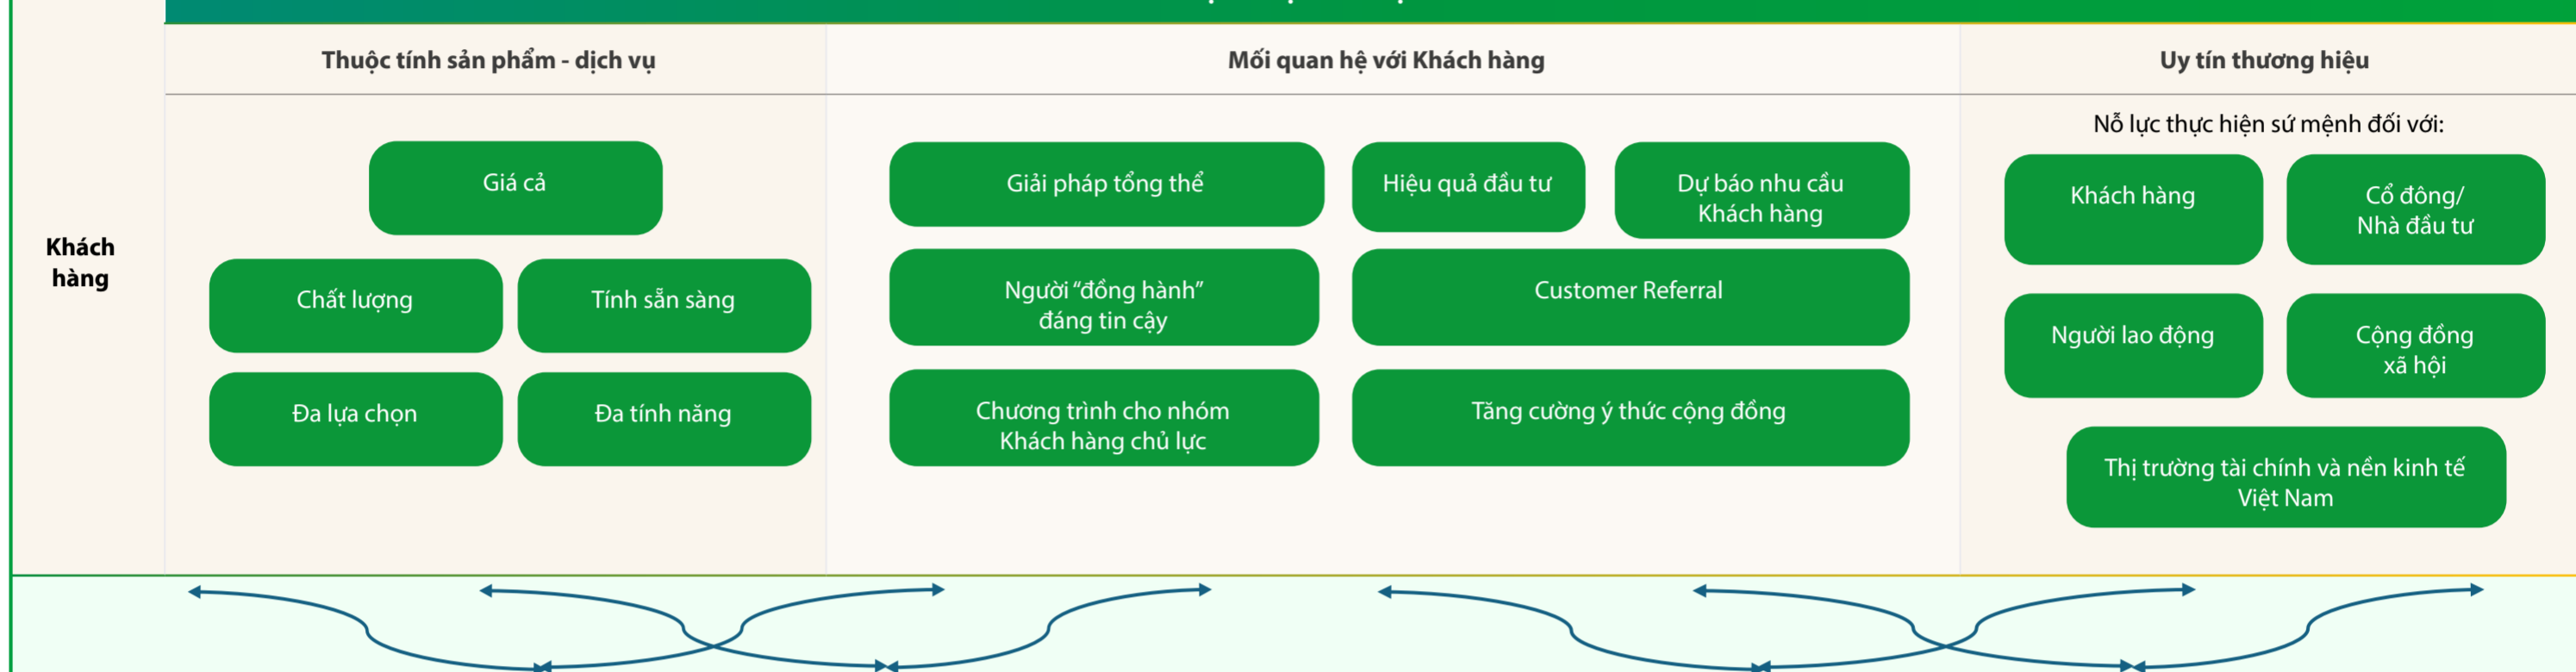 Thuộc tính sản phẩm - dịch vụ
Mối quan hệ với Khách hàng
Uy tín thương hiệu
Khách
hàng
Giá cả
Chất lượng
Tính sẵn sàng
Đa lựa chọn
Đa tính năng
Giải pháp tổng thể
Hiệu quả đầu tư
Dự báo nhu cầu
Khách hàng
Người “đồng hành”
đáng tin cậy
Customer Referral
Chương trình cho nhóm
Khách hàng chủ lực
Tăng cường ý thức cộng đồng
Nỗ lực thực hiện sứ mệnh đối với:
Khách hàng
Cổ đông/
Nhà đầu tư
Người lao động
Cộng đồng
xã hội
Thị trường tài chính và nền kinh tế
Việt Nam